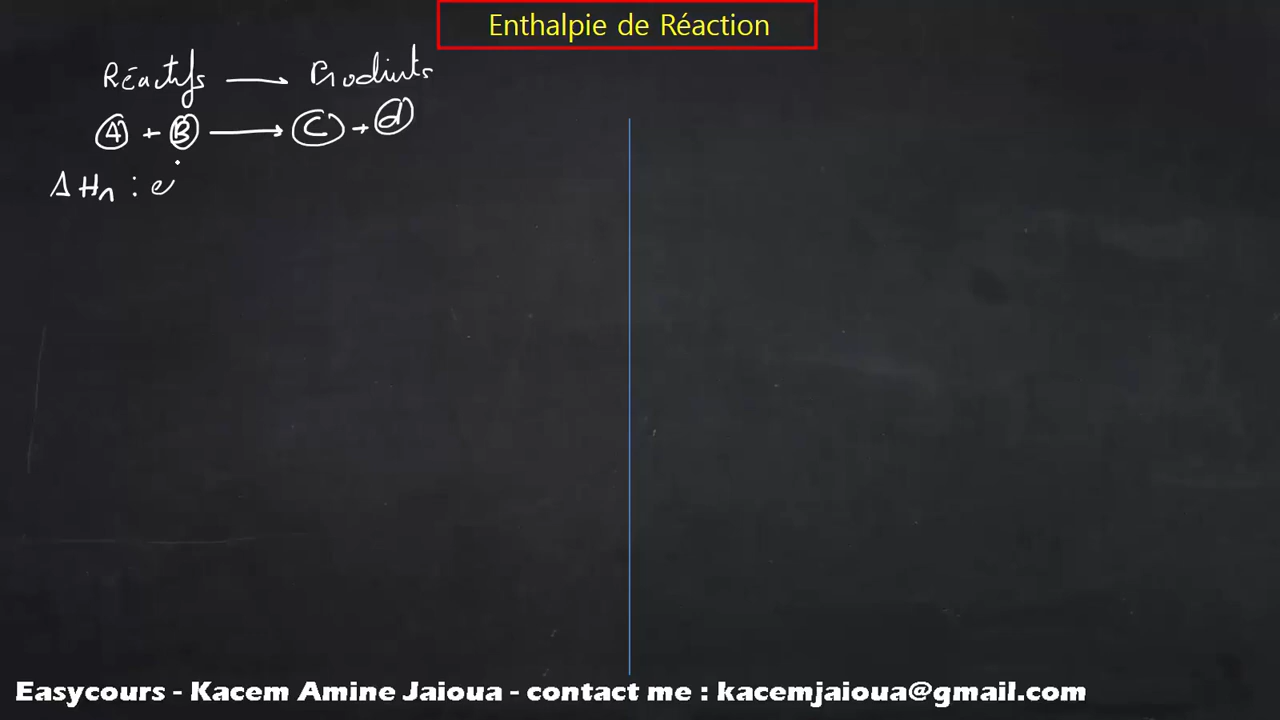 Enthalpie de Réaction
Réactifs → Produits
A + B → C + d
ΔHr : e
Easycours - Kacem Amine Jaioua - contact me : kacemjaioua@gmail.com